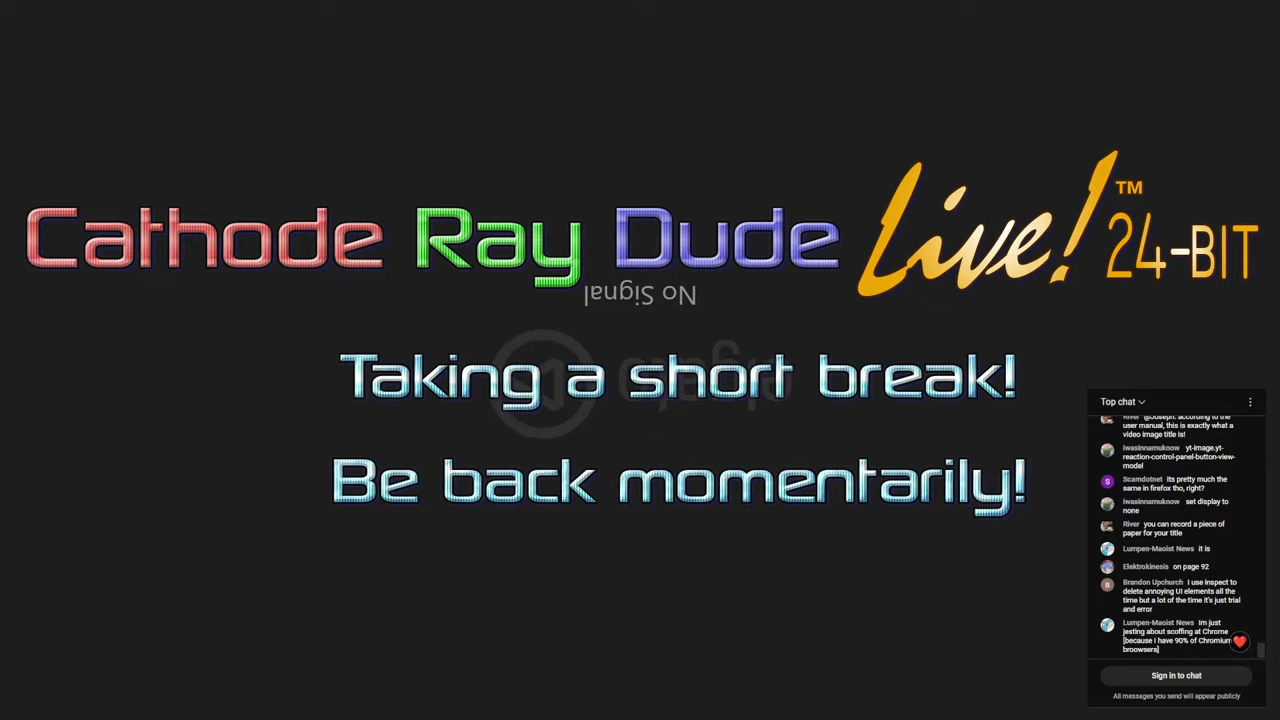 Cathode Ray Dude Live!™ 24-BIT
No Signal
elgato
Taking a short break!
Be back momentarily!
Top chat
River @Joseph. according to the
user manual, this is exactly what a
video image title is!
iwasinnamuknow yt-image.yt-
reaction-control-panel-button-view-
model
S
Scamdotnet its pretty much the
same in firefox tho, right?
iwasinnamuknow set display to
none
River you can record a piece of
paper for your title
Lumpen-Maoist News it is
Elektrokinesis on page 92
B
Brandon Upchurch I use inspect to
delete annoying UI elements all the
time but a lot of the time it's just trial
and error
Lumpen-Maoist News Im just
jesting about scoffing at Chrome
[because I have 90% of Chromium
broowsers]
Sign in to chat
All messages you send will appear publicly